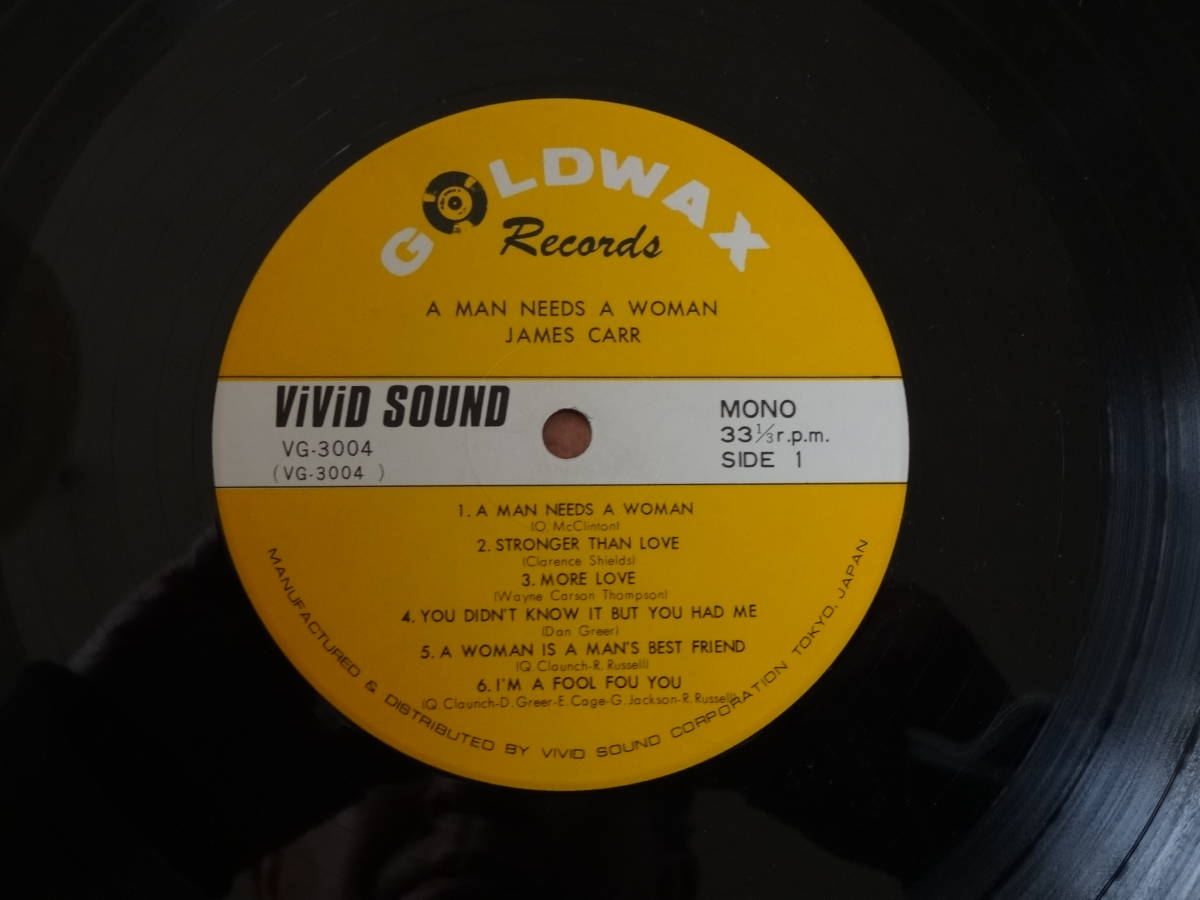 GOLDWAX
Records
A MAN NEEDS A WOMAN
JAMES CARR
ViViD SOUND
VG-3004
(VG-3004 )
MONO
33⅓r.p.m.
SIDE 1
1. A MAN NEEDS A WOMAN
(O. McClinton)
2. STRONGER THAN LOVE
(Clarence Shields)
3. MORE LOVE
(Wayne Carson Thompson)
4. YOU DIDN'T KNOW IT BUT YOU HAD ME
(Dan Greer)
5. A WOMAN IS A MAN'S BEST FRIEND
(Q. Claunch-R. Russell)
6. I'M A FOOL FOU YOU
(Q. Claunch-D. Greer-E. Cage-G. Jackson-R. Russell)
MANUFACTURED & DISTRIBUTED BY VIVID SOUND CORPORATION TOKYO, JAPAN